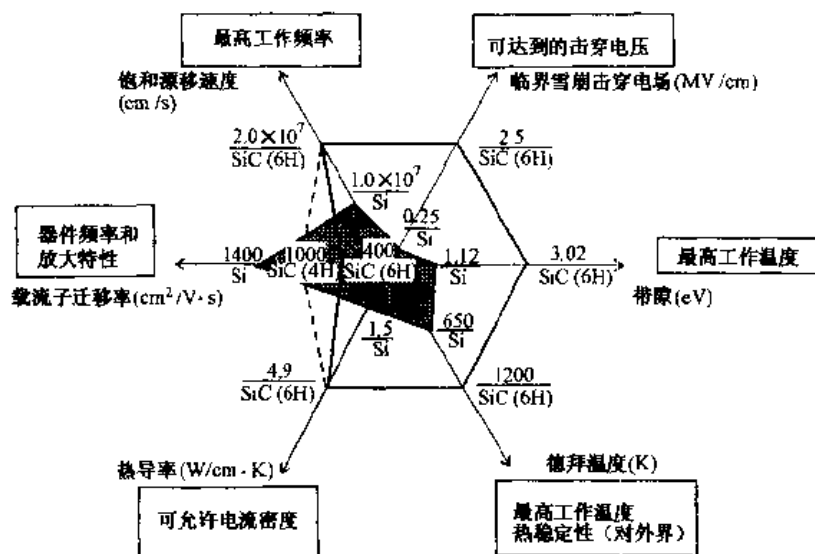 最高工作频率
可达到的击穿电压
饱和源移速度
(cm/s)
临界雪崩击穿电场(MV/cm)
2.0×10⁷
SiC(6H)
2.5
SiC(6H)
1.0×10⁷
Si
0.25
Si
器件频率和
放大特性
1400
Si
1000
SiC(4H)
400
SiC(6H)
1.12
Si
3.02
SiC(6H)
最高工作温度
载流子迁移率(cm²/V·s)
带隙(eV)
1.5
Si
650
Si
4.9
SiC(6H)
1200
SiC(6H)
热导率(W/cm·K)
德拜温度(K)
可允许电流密度
最高工作温度
热稳定性（对外界）